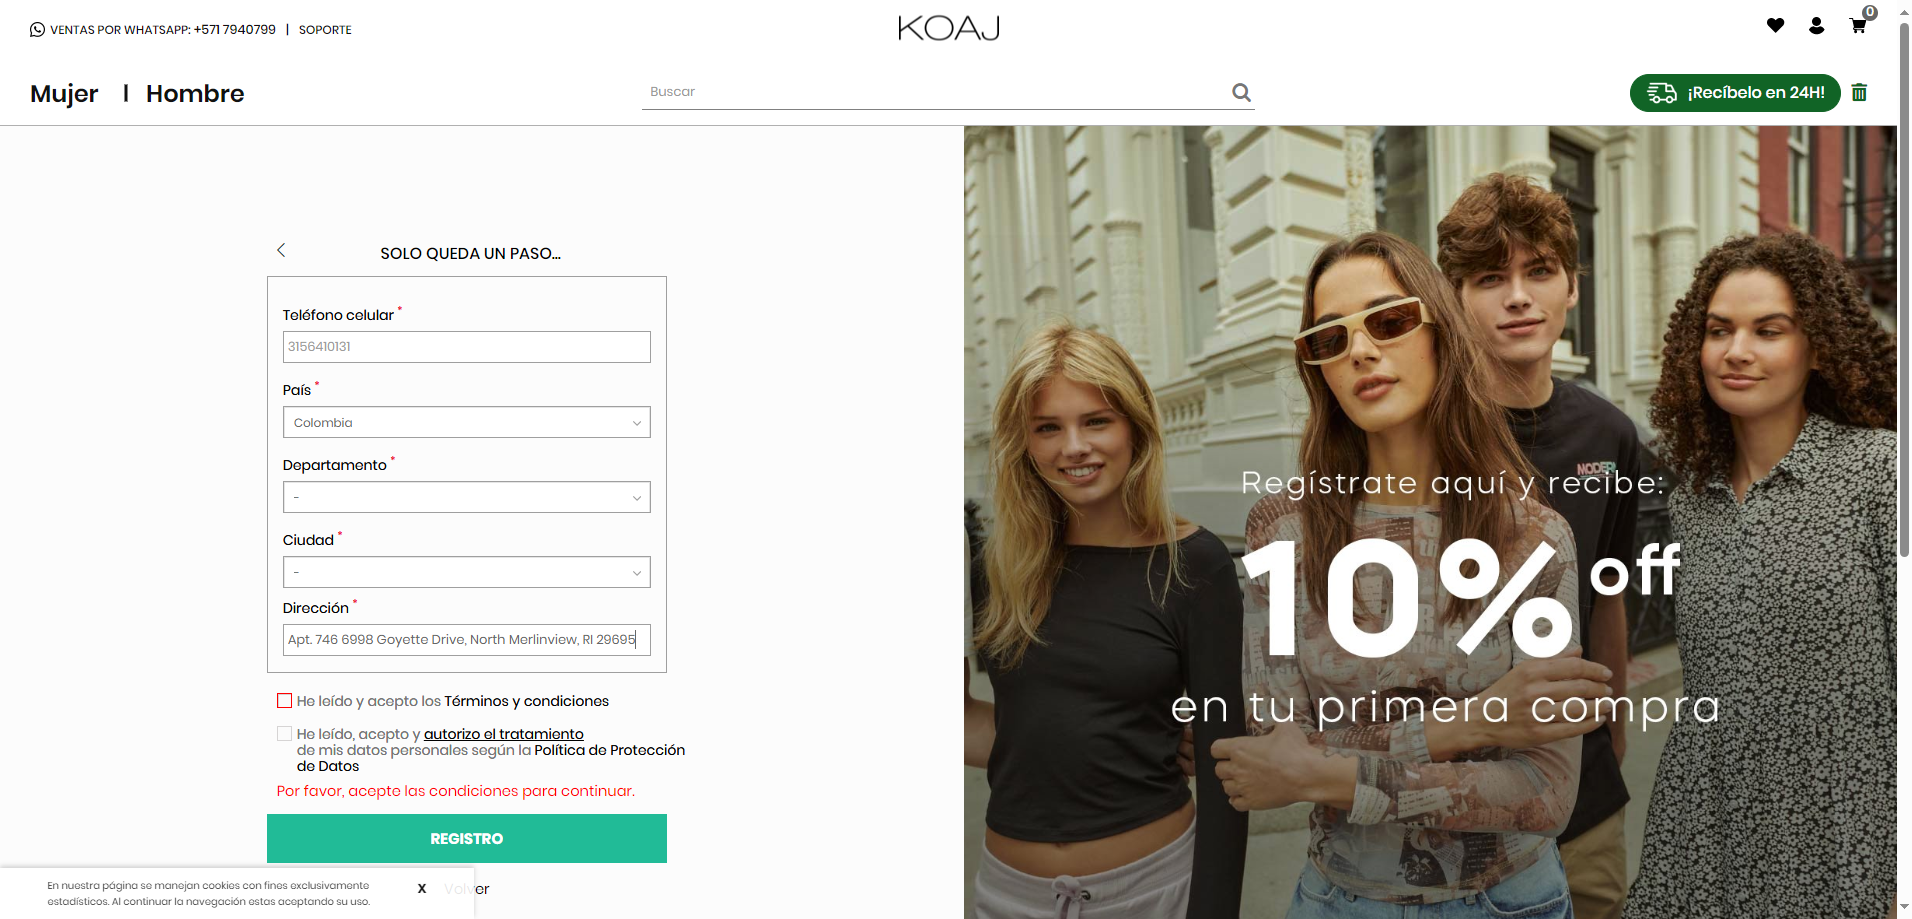 VENTAS POR WHATSAPP: +571 7940799 | SOPORTE
KOAJ
0
Mujer | Hombre
Buscar
¡Recíbelo en 24H!
SOLO QUEDA UN PASO...
Teléfono celular *
3156410131
País *
Colombia
Departamento *
-
Ciudad *
-
Dirección *
Apt. 746 6998 Goyette Drive, North Merlinview, RI 29695
He leído y acepto los Términos y condiciones
He leído, acepto y autorizo el tratamiento
de mis datos personales según la Política de Protección
de Datos
Por favor, acepte las condiciones para continuar.
REGISTRO
Volver
En nuestra página se manejan cookies con fines exclusivamente
estadísticos. Al continuar la navegación estas aceptando su uso.
X
MODERN
Regístrate aquí y recibe:
10% off
en tu primera compra